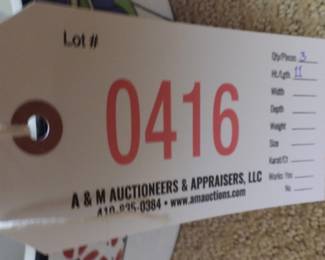 Lot #
0416
A & M AUCTIONEERS & APPRAISERS, LLC
410-835-0384 • www.amauctions.com
Qty/Pieces 3
Ht./Lgth 11
Width
Depth
Weight
Size
Karat/Ct
Works Yes
No